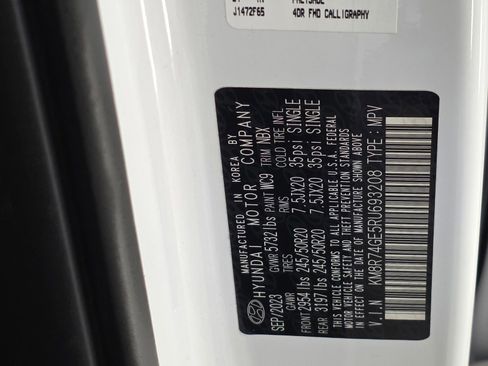 J1472F65
4DR FWD CALLIGRAPHY
MANUFACTURED IN KOREA BY
HYUNDAI MOTOR COMPANY
SEP/2023 GVWR 5732 lbs PAINT WC9 TRIM NBX
GAWR RIMS COLD TIRE INFL.
FRONT 2954 lbs 245/50R20 7.5JX20 35psi SINGLE
REAR 3197 lbs 245/50R20 7.5JX20 35psi SINGLE
THIS VEHICLE CONFORMS TO ALL APPLICABLE U.S.A. FEDERAL
MOTOR VEHICLE SAFETY AND THEFT PREVENTION STANDARDS
IN EFFECT ON THE DATE OF MANUFACTURE SHOWN ABOVE.
V.I.N KM8R74GE5RU693208 TYPE: MPV